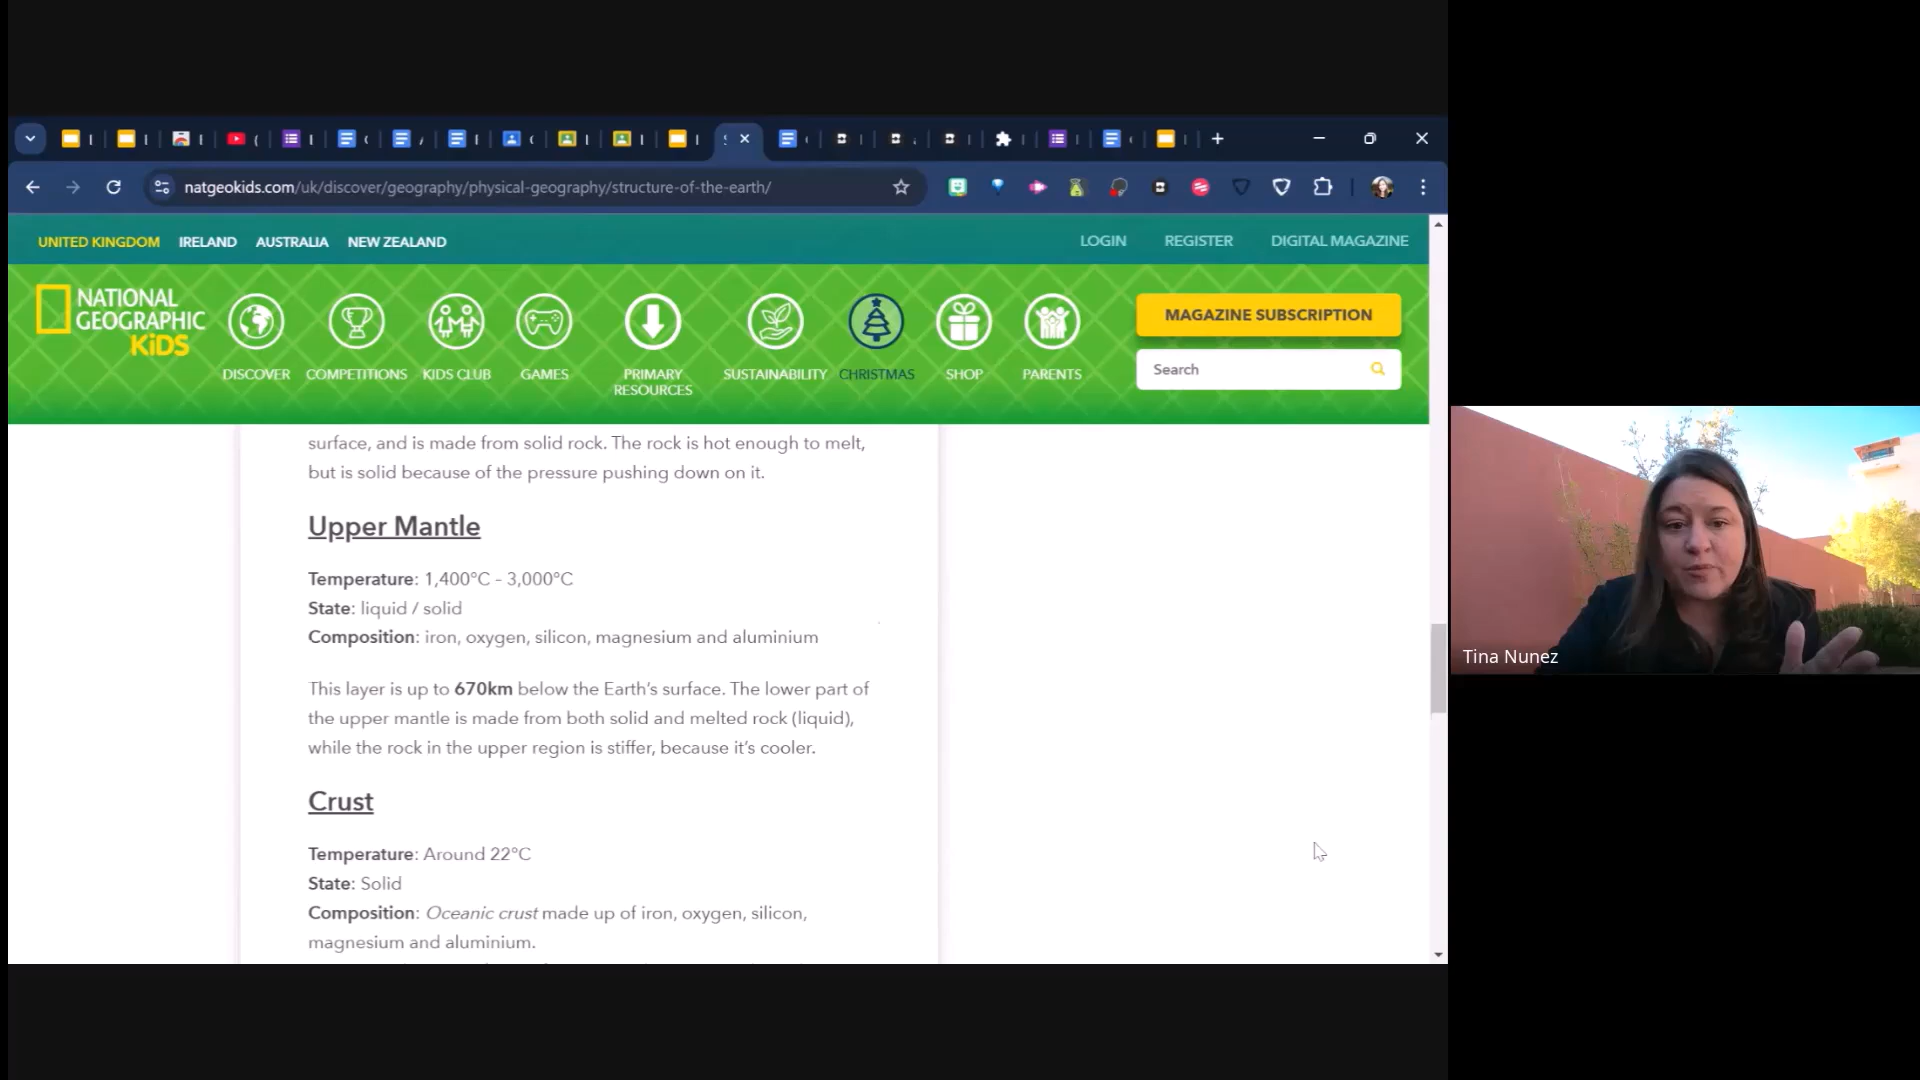 natgeokids.com/uk/discover/geography/physical-geography/structure-of-the-earth/
UNITED KINGDOM IRELAND AUSTRALIA NEW ZEALAND LOGIN REGISTER DIGITAL MAGAZINE
NATIONAL
GEOGRAPHIC
KiDS
DISCOVER COMPETITIONS KIDS CLUB GAMES PRIMARY RESOURCES SUSTAINABILITY CHRISTMAS SHOP PARENTS
MAGAZINE SUBSCRIPTION
Search
surface, and is made from solid rock. The rock is hot enough to melt,
but is solid because of the pressure pushing down on it.
Upper Mantle
Temperature: 1,400°C - 3,000°C
State: liquid / solid
Composition: iron, oxygen, silicon, magnesium and aluminium
This layer is up to 670km below the Earth's surface. The lower part of
the upper mantle is made from both solid and melted rock (liquid),
while the rock in the upper region is stiffer, because it's cooler.
Crust
Temperature: Around 22°C
State: Solid
Composition: Oceanic crust made up of iron, oxygen, silicon,
magnesium and aluminium.
Tina Nunez